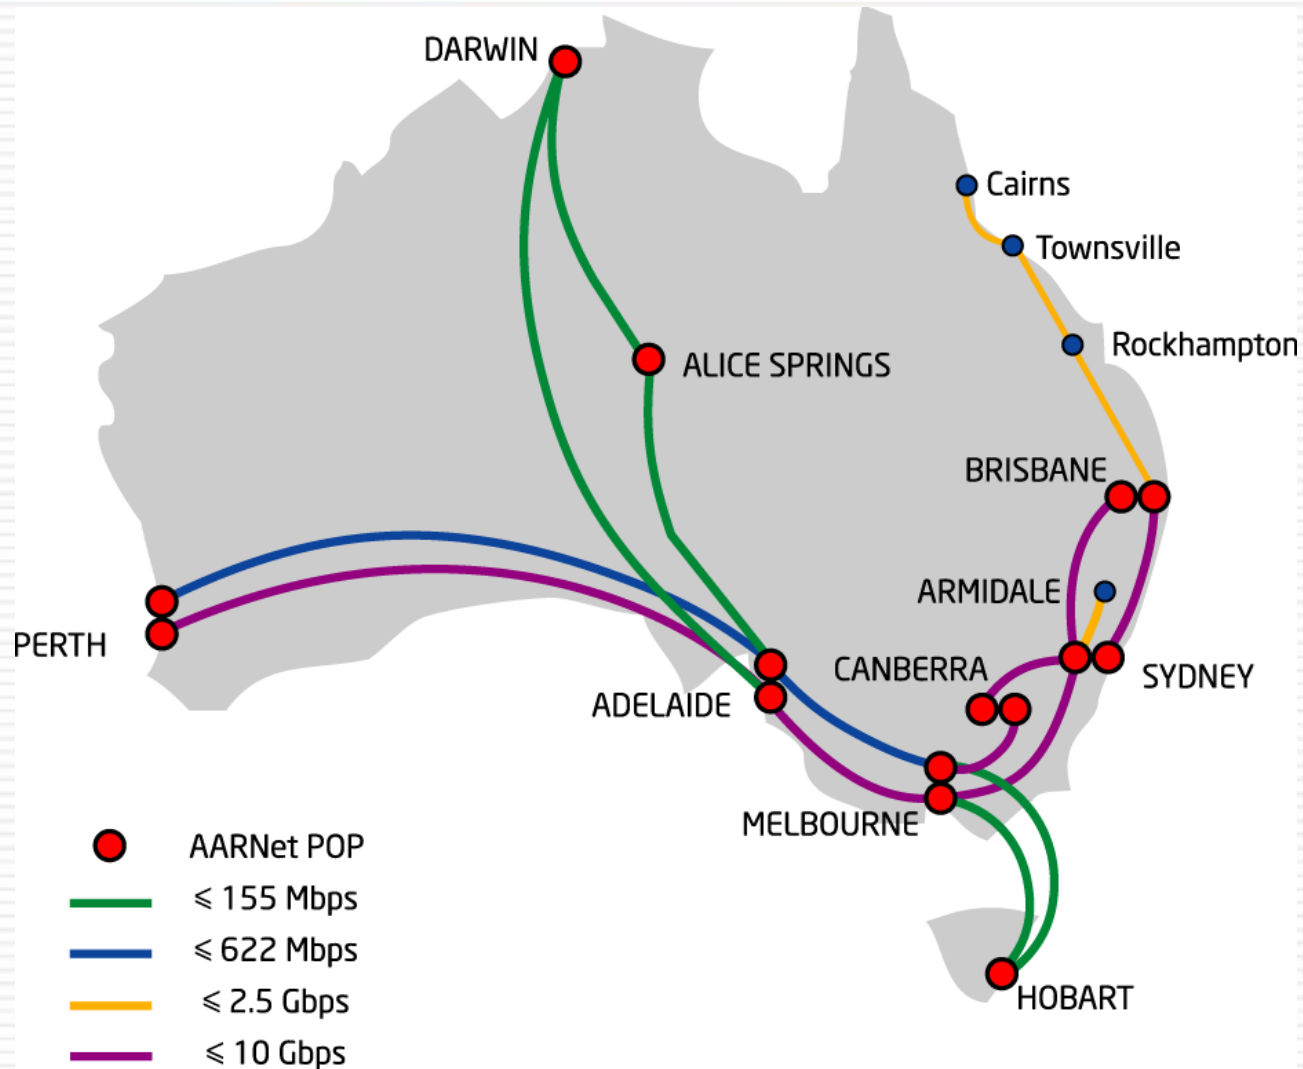 DARWIN
Cairns
Townsville
Rockhampton
ALICE SPRINGS
BRISBANE
ARMIDALE
PERTH
CANBERRA
SYDNEY
ADELAIDE
MELBOURNE
HOBART
AARNet POP
⩽ 155 Mbps
⩽ 622 Mbps
⩽ 2.5 Gbps
⩽ 10 Gbps